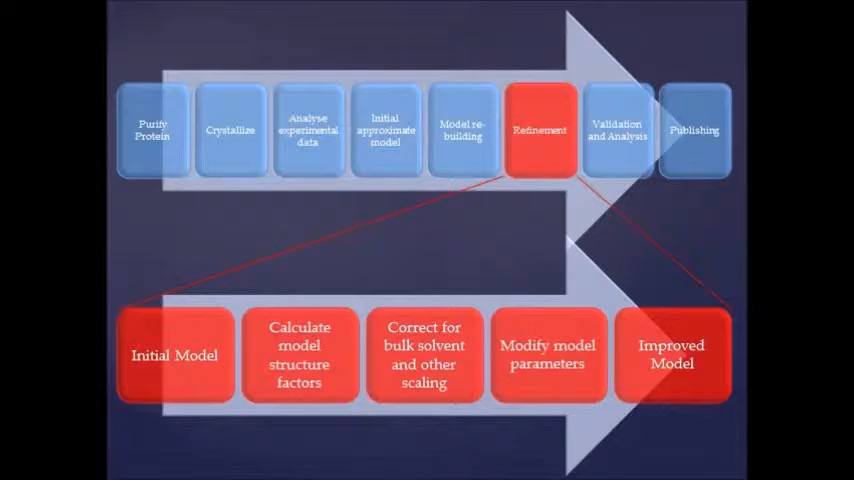 Purify
Protein
Crystallize
Analyse
experimental
data
Initial
approximate
model
Model re-
building
Refinement
Validation
and Analysis
Publishing
Initial Model
Calculate
model
structure
factors
Correct for
bulk solvent
and other
scaling
Modify model
parameters
Improved
Model